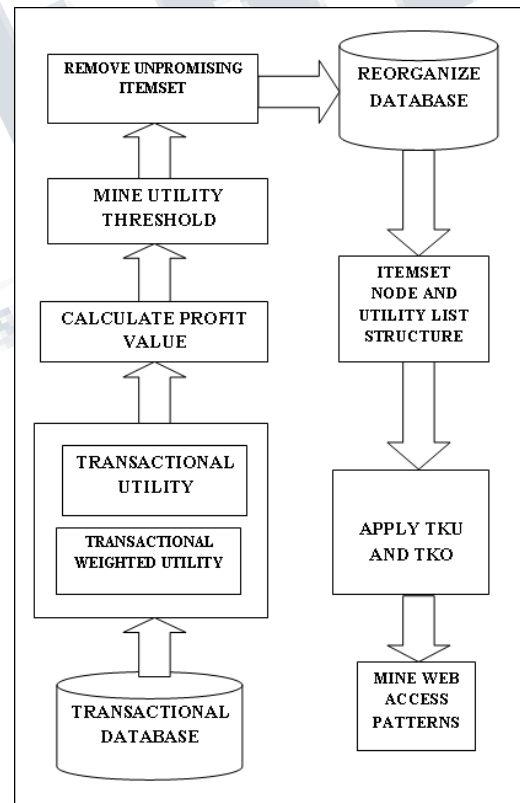 REMOVE UNPROMISING
ITEMSET
REORGANIZE
DATABASE
MINE UTILITY
THRESHOLD
CALCULATE PROFIT
VALUE
TRANSACTIONAL
UTILITY
TRANSACTIONAL
WEIGHTED UTILITY
TRANSACTIONAL
DATABASE
ITEMSET
NODE AND
UTILITY LIST
STRUCTURE
APPLY TKU
AND TKO
MINE WEB
ACCESS
PATTERNS